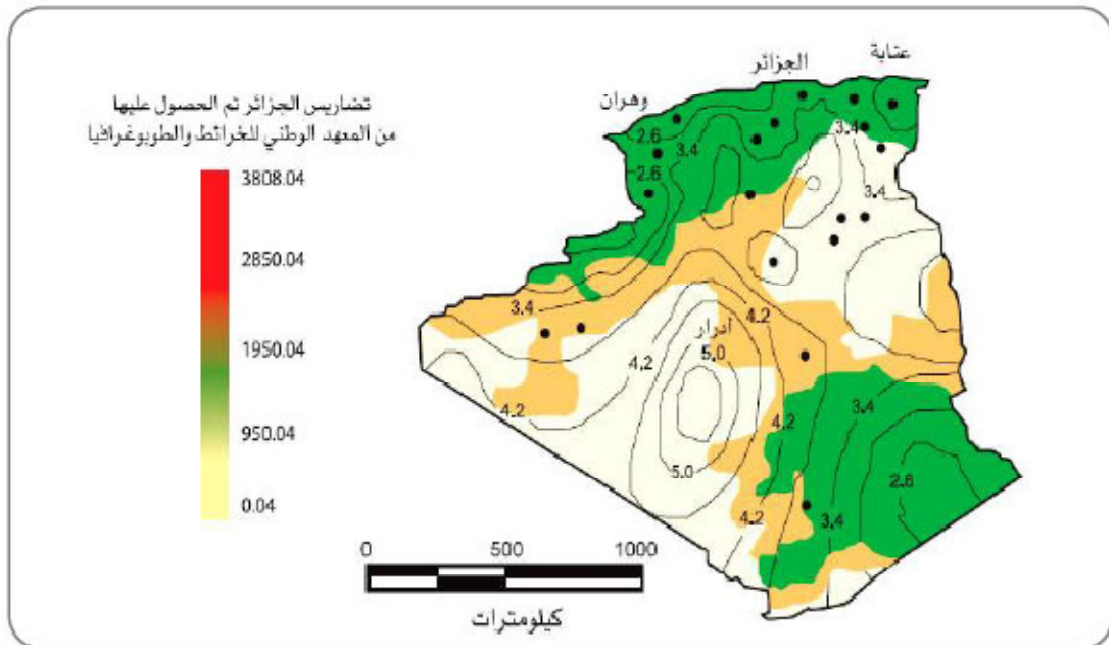 عنابة
الجزائر
وهران
تضاريس الجزائر تم الحصول عليها
من المعهد الوطني للخرائط والطوبوغرافيا
3808.04
2850.04
1950.04
950.04
0.04
2.6
3.4
3.4
2.6
3.4
3.4
4.2
أدرار
5.0
4.2
4.2
3.4
4.2
5.0
2.6
4.2
3.4
0 500 1000
كيلومترات